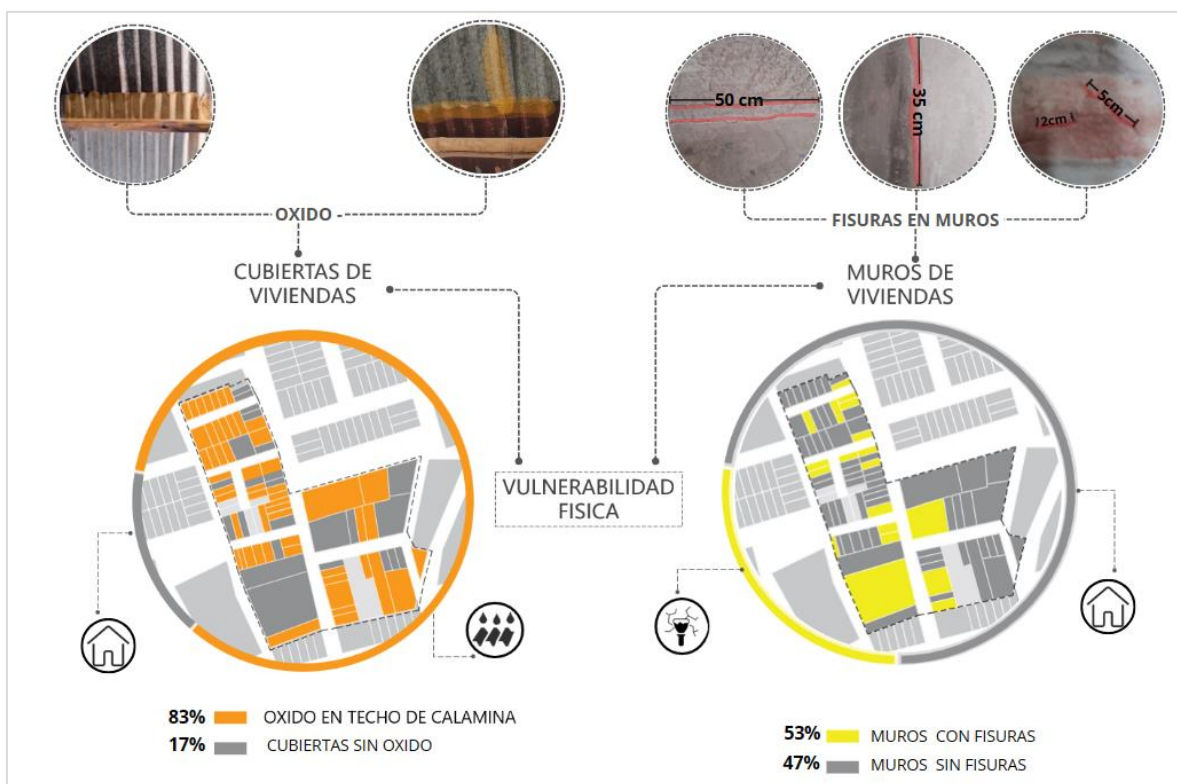 50 cm
35 cm
2cm
5cm
OXIDO -
FISURAS EN MUROS
CUBIERTAS DE
VIVIENDAS
MUROS DE
VIVIENDAS
VULNERABILIDAD
FISICA
83% OXIDO EN TECHO DE CALAMINA
17% CUBIERTAS SIN OXIDO
53% MUROS CON FISURAS
47% MUROS SIN FISURAS